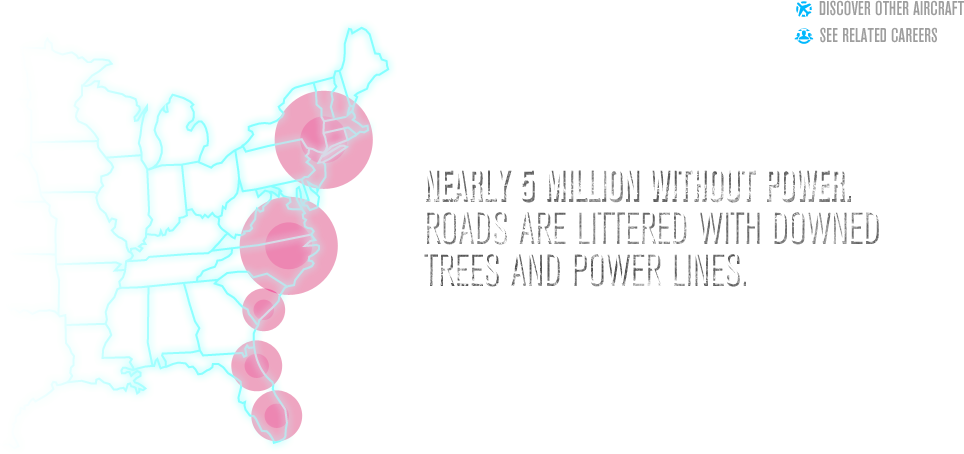 DISCOVER OTHER AIRCRAFT
SEE RELATED CAREERS
NEARLY 5 MILLION WITHOUT POWER.
ROADS ARE LITTERED WITH DOWNED
TREES AND POWER LINES.